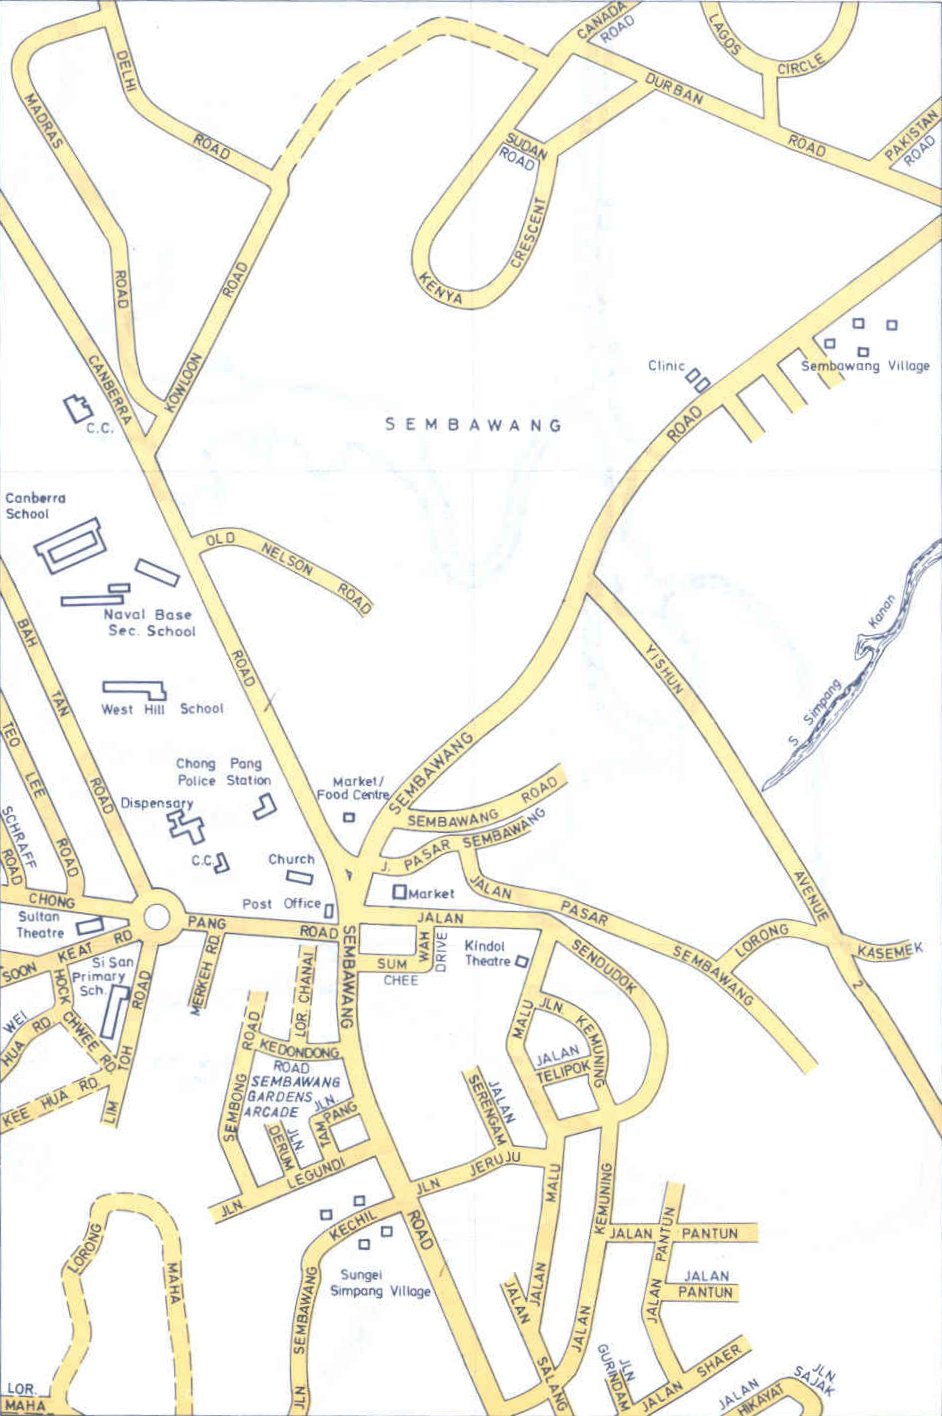 CANADA
ROAD
LAGOS
CIRCLE
DELHI
ROAD
DURBAN
ROAD
PAKISTAN
ROAD
MADRAS
ROAD
SUDAN
ROAD
KENYA
CRESCENT
KOWLOON
ROAD
CANBERRA
ROAD
C.C.
Clinic
Sembawang Village
ROAD
SEMBAWANG
Canberra
School
OLD
NELSON
ROAD
Naval Base
Sec. School
Kanan
Simpang
S
YISHUN
AVENUE
2
BAH
TAN
ROAD
West Hill School
TEO
LEE
ROAD
SCHRAFF
ROAD
Chong Pang
Police Station
Dispensary
C.C.
Market/
Food Centre
SEMBAWANG
SEMBAWANG
ROAD
J. PASAR SEMBAWANG
Church
Post Office
Market
JALAN
PASAR
SEMBAWANG
LORONG
KASEMEK
CHONG
PANG
ROAD
Sultan
Theatre
SOON
KEAT RD
Si San
Primary
Sch.
MERKEH RD
LOR. CHANAI
SEMBAWANG
JALAN
SENDUDOK
SUM
CHEE
WAH
DRIVE
Kindol
Theatre
HOCK
CHWEE RD
WEI
HUA RD.
KEE HUA RD.
LIM
TOH
ROAD
SEMBONG
ROAD
KEDONDONG
ROAD
SEMBAWANG
GARDENS
ARCADE
JLN.
TAM
PANG
JLN.
DERUM
JLN.
LEGUNDI
MALU
JLN
KEMUNING
JALAN
TELIPOK
JALAN
SERENGAM
JLN
JERUJU
ROAD
KECHIL
SEMBAWANG
JLN.
Sungei
Simpang Village
MALU
JALAN
KEMUNING
JALAN
JALAN
PANTUN
PANTUN
JALAN
JALAN
PANTUN
JALAN
SALANG
JLN
GURINDAM
JALAN
SHAER
JALAN
HIKAYAT
JLN
SAJAK
LORONG
MAHA
LOR.
MAHA